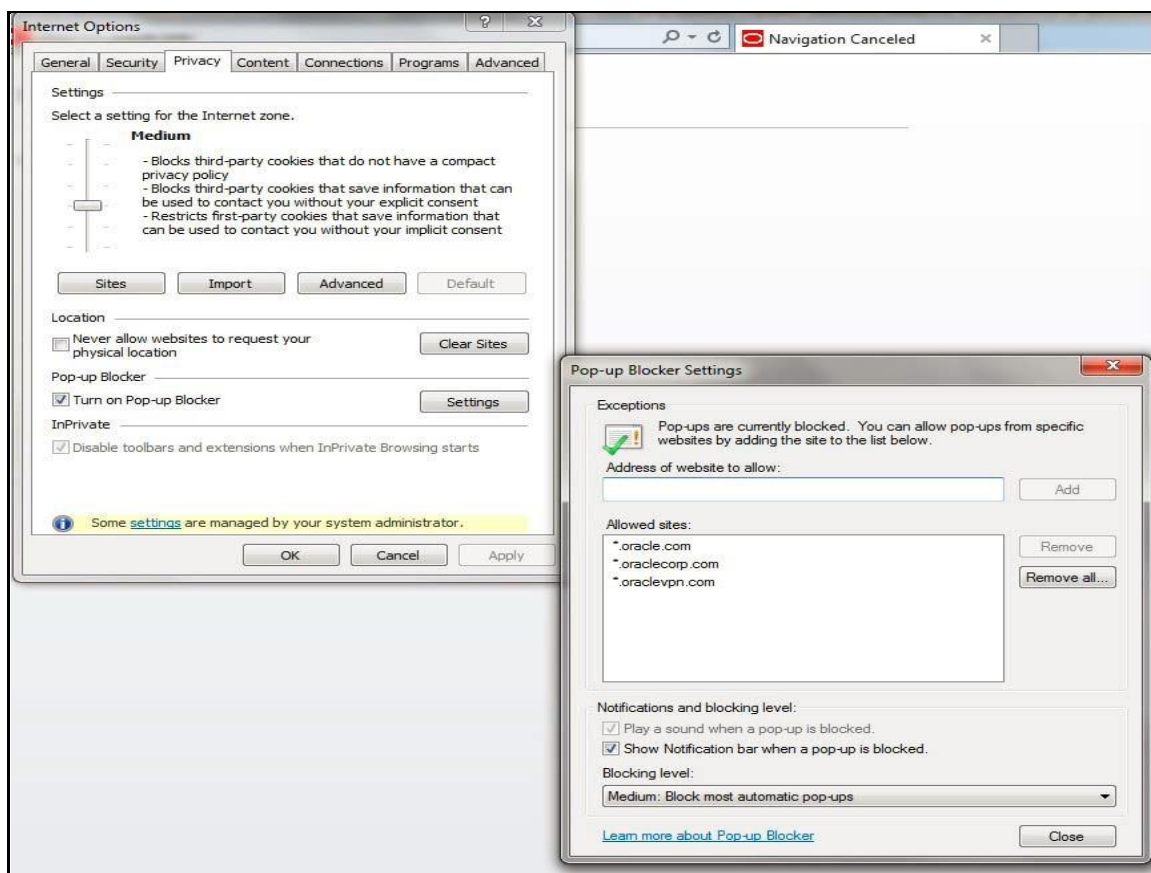 Internet Options
Navigation Canceled
General Security Privacy Content Connections Programs Advanced
Settings
Select a setting for the Internet zone.
Medium
- Blocks third-party cookies that do not have a compact
privacy policy
- Blocks third-party cookies that save information that can
be used to contact you without your explicit consent
- Restricts first-party cookies that save information that
can be used to contact you without your implicit consent
Sites Import Advanced Default
Location
Never allow websites to request your
physical location
Clear Sites
Pop-up Blocker
Turn on Pop-up Blocker
Settings
InPrivate
Disable toolbars and extensions when InPrivate Browsing starts
Some settings are managed by your system administrator.
OK Cancel Apply
Pop-up Blocker Settings
Exceptions
Pop-ups are currently blocked. You can allow pop-ups from specific
websites by adding the site to the list below.
Address of website to allow:
Add
Allowed sites:
*.oracle.com
*.oraclecorp.com
*.oraclevpn.com
Remove
Remove all...
Notifications and blocking level:
Play a sound when a pop-up is blocked.
Show Notification bar when a pop-up is blocked.
Blocking level:
Medium: Block most automatic pop-ups
Learn more about Pop-up Blocker
Close